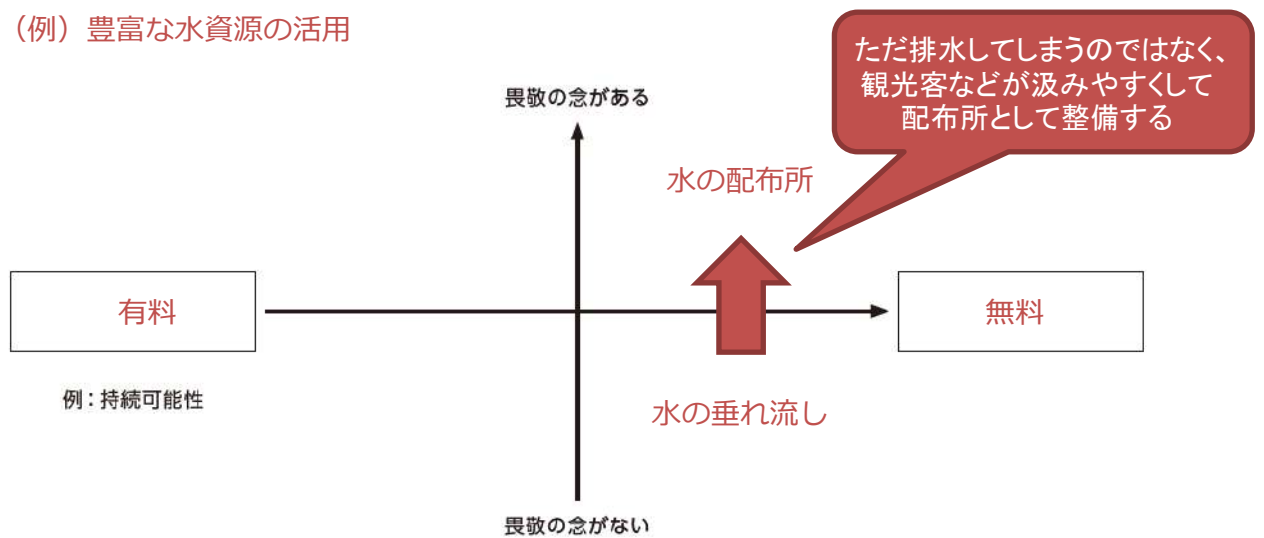 （例）豊富な水資源の活用
ただ排水してしまうのではなく、
観光客などが汲みやすくして
配布所として整備する
畏敬の念がある
水の配布所
有料
無料
例：持続可能性
水の垂れ流し
畏敬の念がない